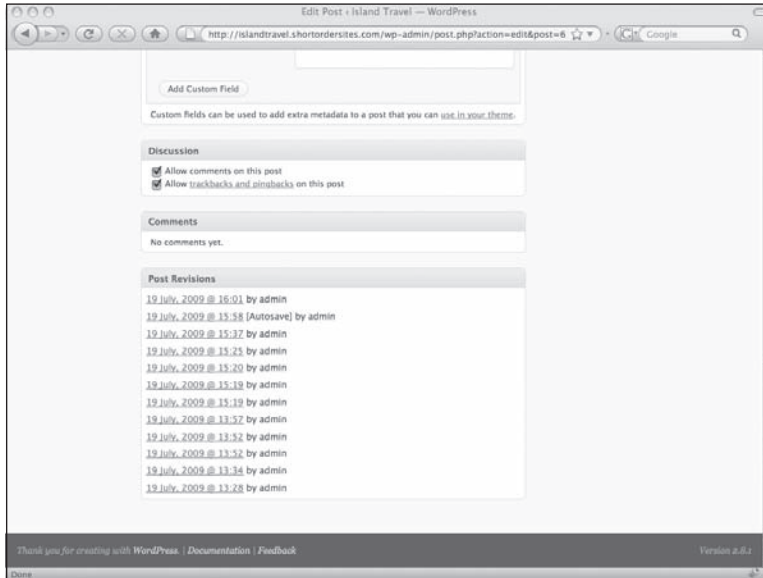 Edit Post ‹ Island Travel — WordPress
http://islandtravel.shortordersites.com/wp-admin/post.php?action=edit&post=6
Google
Add Custom Field
Custom fields can be used to add extra metadata to a post that you can use in your theme.
Discussion
Allow comments on this post
Allow trackbacks and pingbacks on this post
Comments
No comments yet.
Post Revisions
19 July, 2009 @ 16:01 by admin
19 July, 2009 @ 15:58 [Autosave] by admin
19 July, 2009 @ 15:37 by admin
19 July, 2009 @ 15:25 by admin
19 July, 2009 @ 15:20 by admin
19 July, 2009 @ 15:19 by admin
19 July, 2009 @ 15:19 by admin
19 July, 2009 @ 13:57 by admin
19 July, 2009 @ 13:52 by admin
19 July, 2009 @ 13:52 by admin
19 July, 2009 @ 13:34 by admin
19 July, 2009 @ 13:28 by admin
Thank you for creating with WordPress. | Documentation | Feedback
Version 2.8.1
Done